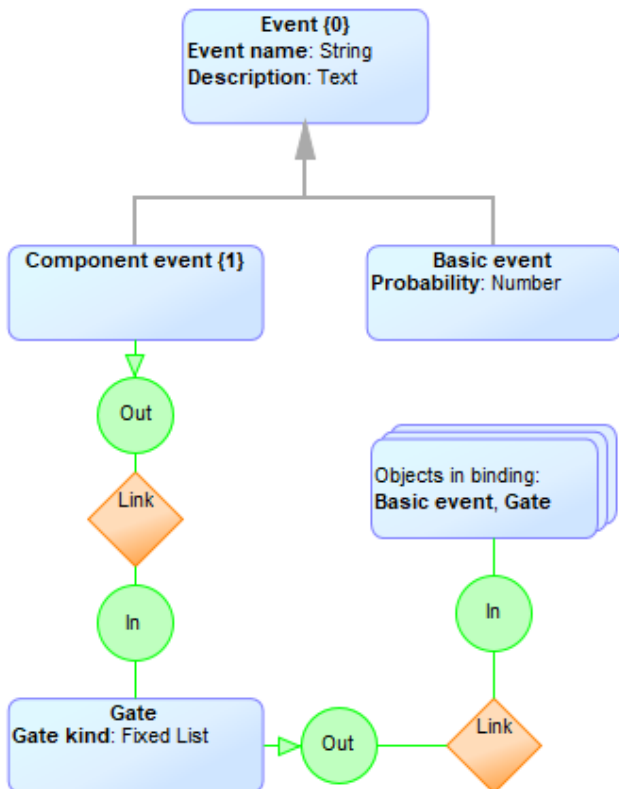 Event {0}
Event name: String
Description: Text
Component event {1}
Basic event
Probability: Number
Out
Link
In
Objects in binding:
Basic event, Gate
In
Gate
Gate kind: Fixed List
Out
Link